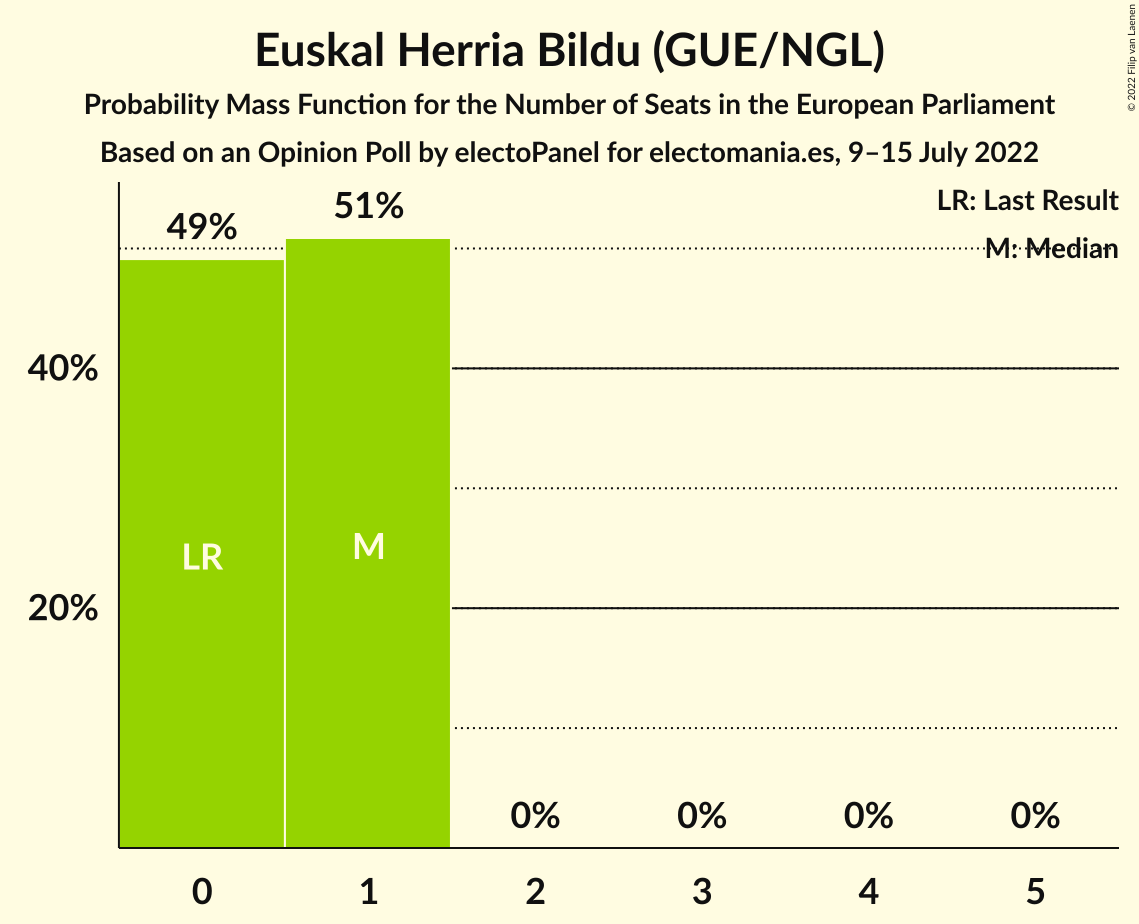 Euskal Herria Bildu (GUE/NGL)
Probability Mass Function for the Number of Seats in the European Parliament
Based on an Opinion Poll by electoPanel for electomania.es, 9–15 July 2022
© 2022 Filip van Laenen
LR: Last Result
M: Median
49%
51%
40%
20%
LR
M
0%
0%
0%
0%
0
1
2
3
4
5